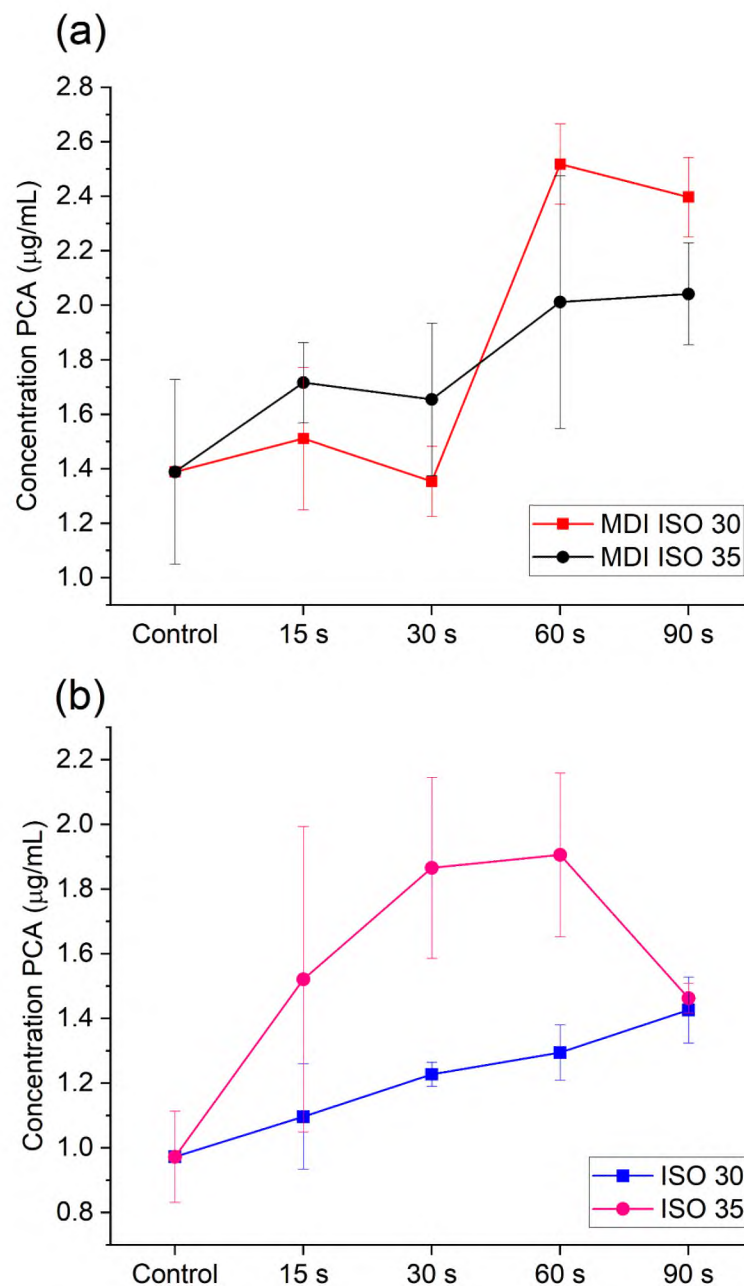 (a)
Concentration PCA (μg/mL)
2.8
2.6
2.4
2.2
2.0
1.8
1.6
1.4
1.2
1.0
MDI ISO 30
MDI ISO 35
Control 15 s 30 s 60 s 90 s
(b)
Concentration PCA (μg/mL)
2.2
2.0
1.8
1.6
1.4
1.2
1.0
0.8
ISO 30
ISO 35
Control 15 s 30 s 60 s 90 s